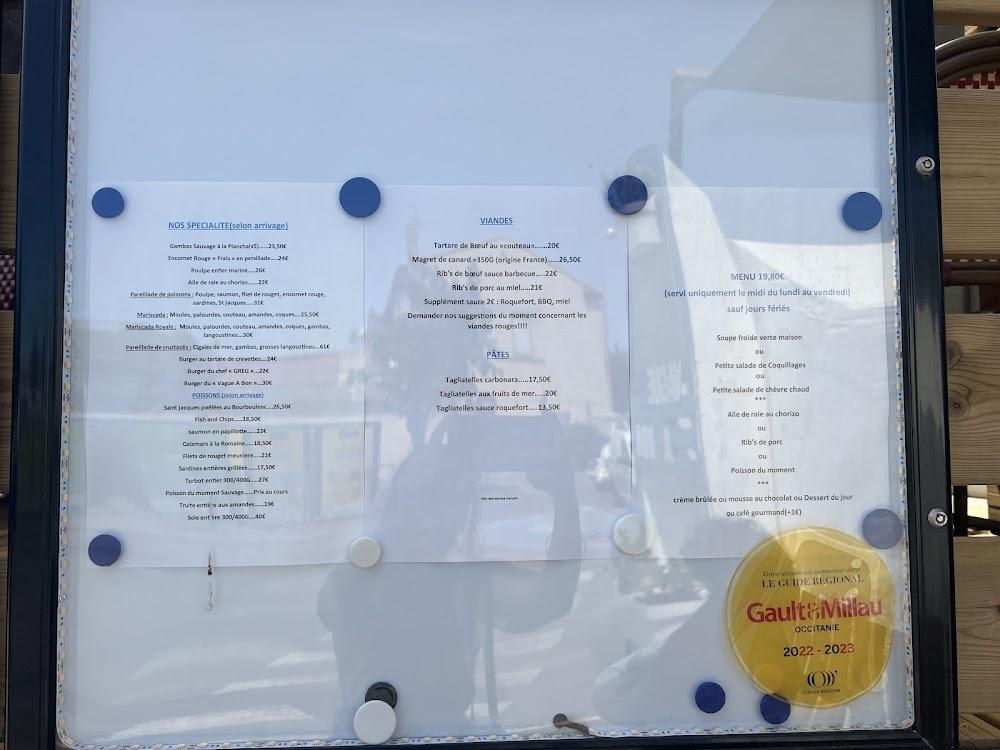 NOS SPECIALITE(selon arrivage)
Gambas Sauvage à la Plancha(x5)……23,50€
Encornet Rouge « Frais » en persillade…..24€
Poulpe entier mariné…..26€
Aile de raie au chorizo…..22€
Pareillade de poissons : Poulpe, saumon, filet de rouget, encornet rouge,
sardines, St jacques…..31€
Mariscada : Moules, palourdes, couteau, amandes, coques…25,50€
Mariscada Royale : Moules, palourdes, couteau, amandes, coques, gambas,
langoustines…30€
Pareillade de crustacés : Cigales de mer, gambas, grosses langoustines…61€
Burger au tartare de crevettes….24€
Burger du chef « GREG »….22€
Burger du « Vague A Bon »….30€
POISSONS (selon arrivage)
Saint Jacques poêlées au Bourboulenc….26,50€
Fish and Chips…..18,50€
saumon en papillotte…..22€
Calamars à la Romaine…..18,50€
Filets de rouget meuniere…..21€
Sardines entières grillées…..17,50€
Turbot entier 300/400G…..27€
Poisson du moment Sauvage……Prix au cours
Truite entière aux amandes…..19€
Sole entière 300/400G….40€
VIANDES
Tartare de Bœuf au «couteau»…….20€
Magret de canard »350G (origine France)…..26,50€
Rib's de bœuf sauce barbecue…..22€
Rib's de porc au miel…..21€
Supplément sauce 2€ : Roquefort, BBQ, miel
Demander nos suggestions du moment concernant les
viandes rouges!!!!
PÂTES
Tagliatelles carbonara…..17,50€
Tagliatelles aux fruits de mer….20€
Tagliatelles sauce roquefort…..13,50€
MENU 19,80€
(servi uniquement le midi du lundi au vendredi)
sauf jours fériés
Soupe froide verte maison
ou
Petite salade de Coquillages
ou
Petite salade de chèvre chaud
***
Aile de raie au chorizo
ou
Rib's de porc
ou
Poisson du moment
***
crème brûlée ou mousse au chocolat ou Dessert du jour
ou café gourmand(+1€)
LE GUIDE RÉGIONAL
Gault&Millau
OCCITANIE
2022 - 2023